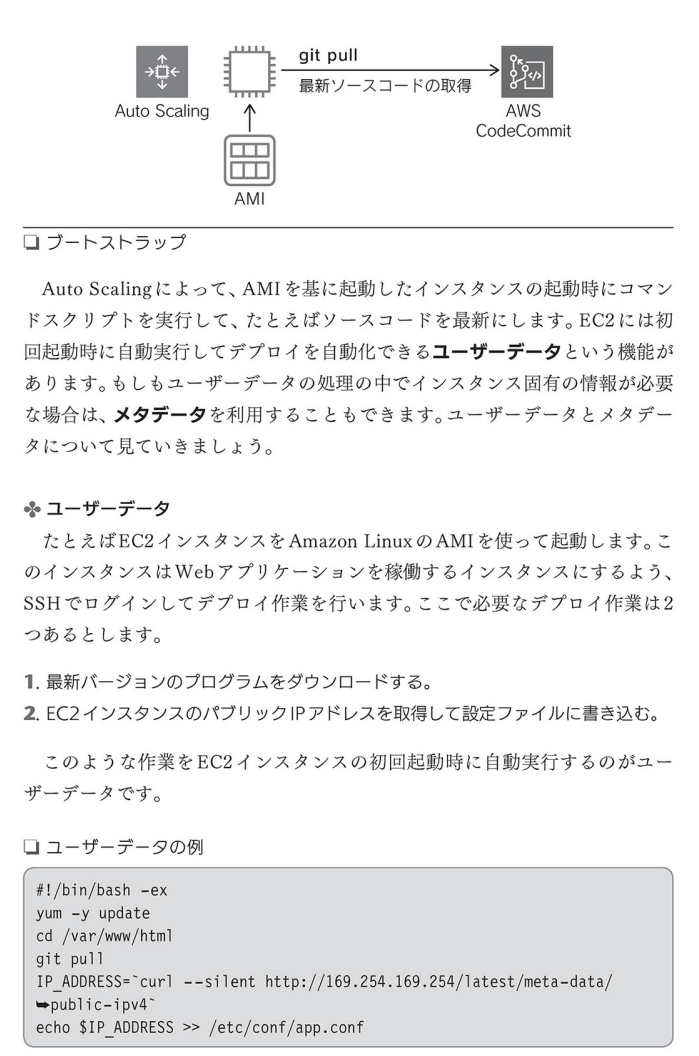 git pull
最新ソースコードの取得
Auto Scaling
AWS
CodeCommit
AMI
❏ ブートストラップ
Auto Scalingによって、AMIを基に起動したインスタンスの起動時にコマン
ドスクリプトを実行して、たとえばソースコードを最新にします。EC2には初
回起動時に自動実行してデプロイを自動化できるユーザーデータという機能が
あります。もしもユーザーデータの処理の中でインスタンス固有の情報が必要
な場合は、メタデータを利用することもできます。ユーザーデータとメタデー
タについて見ていきましょう。
✤ ユーザーデータ
たとえばEC2インスタンスをAmazon LinuxのAMIを使って起動します。こ
のインスタンスはWebアプリケーションを稼働するインスタンスにするよう、
SSHでログインしてデプロイ作業を行います。ここで必要なデプロイ作業は2
つあるとします。
1. 最新バージョンのプログラムをダウンロードする。
2. EC2インスタンスのパブリックIPアドレスを取得して設定ファイルに書き込む。
このような作業をEC2インスタンスの初回起動時に自動実行するのがユー
ザーデータです。
❏ ユーザーデータの例
#!/bin/bash -ex
yum -y update
cd /var/www/html
git pull
IP_ADDRESS=`curl --silent http://169.254.169.254/latest/meta-data/
➥public-ipv4`
echo $IP_ADDRESS >> /etc/conf/app.conf